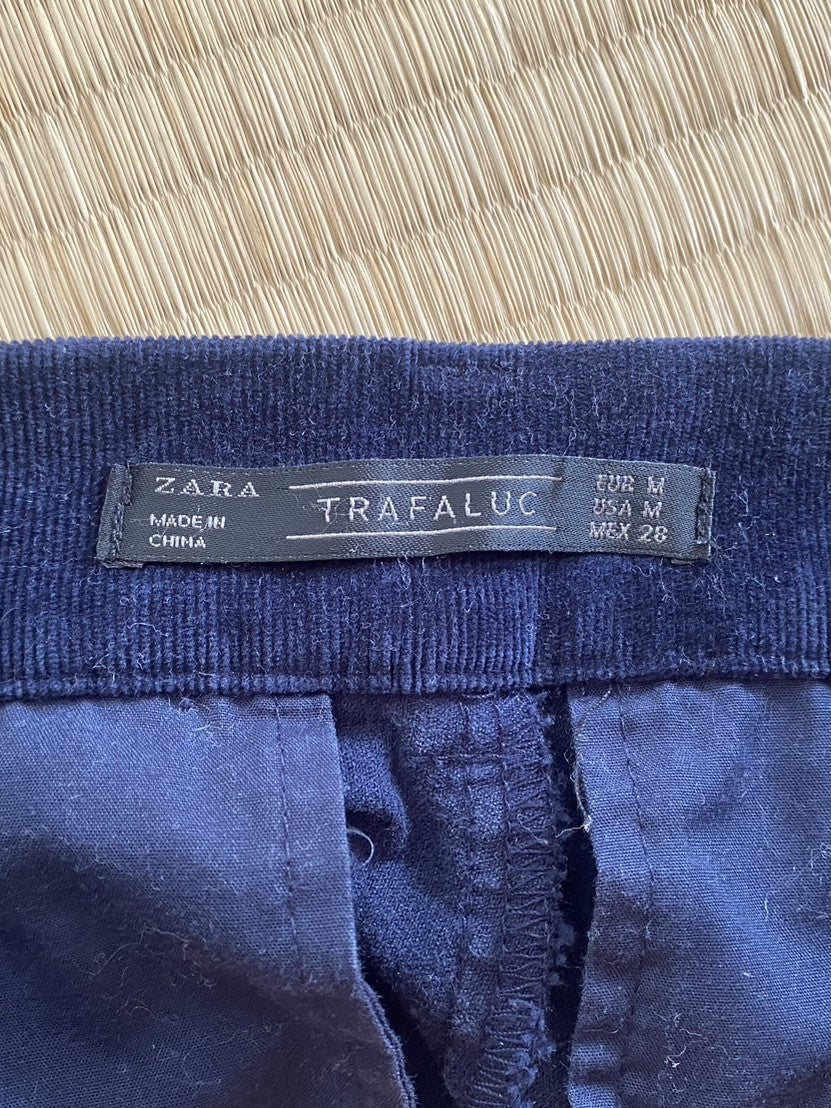 ZARA
MADE IN
CHINA
TRAFALUC
EUR M
USA M
MEX 28